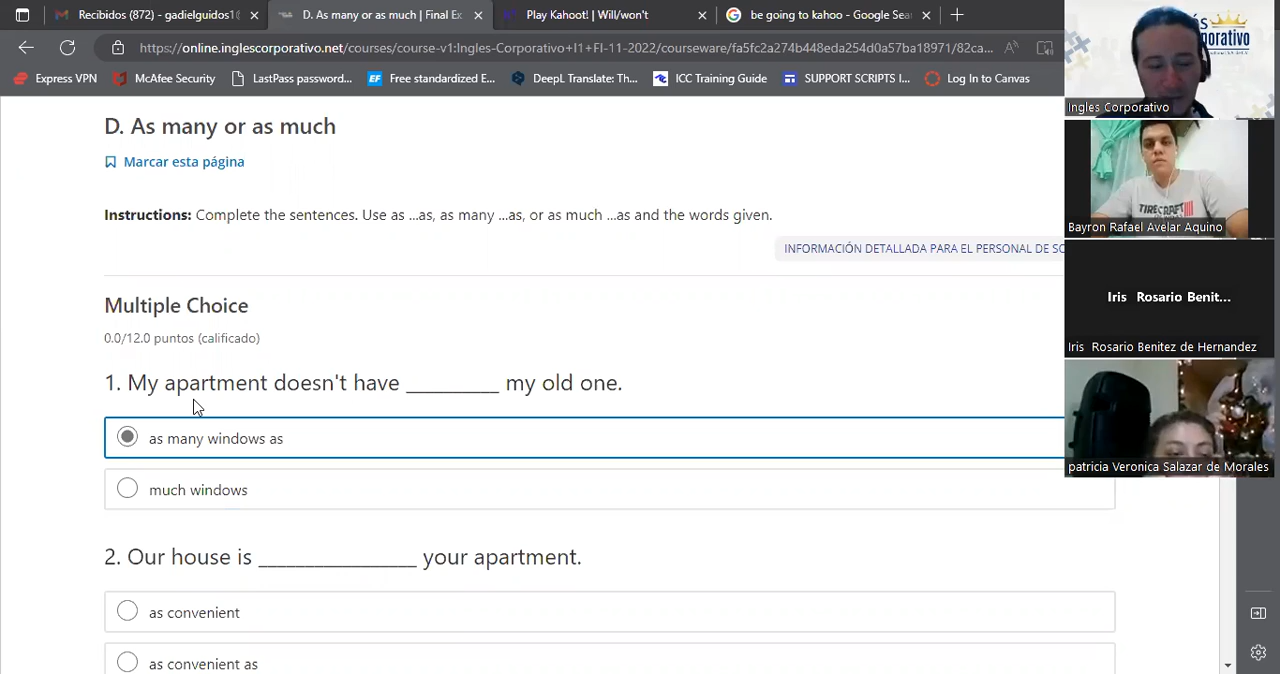 Recibidos (872) - gadielguidos1@
D. As many or as much | Final Ex
Play Kahoot! | Will/won't
be going to kahoo - Google Sear
https://online.inglescorporativo.net/courses/course-v1:Ingles-Corporativo+I1+FI-11-2022/courseware/fa5fc2a274b448eda254d0a57ba18971/82ca...
Express VPN
McAfee Security
LastPass password...
EF
Free standardized E...
DeepL Translate: Th...
ICC Training Guide
SUPPORT SCRIPTS I...
Log In to Canvas
D. As many or as much
Marcar esta página
Instructions: Complete the sentences. Use as ...as, as many ...as, or as much ...as and the words given.
INFORMACIÓN DETALLADA PARA EL PERSONAL DE SO
Multiple Choice
0.0/12.0 puntos (calificado)
1. My apartment doesn't have _________ my old one.
as many windows as
much windows
2. Our house is ________________ your apartment.
as convenient
as convenient as
Ingles Corporativo
Bayron Rafael Avelar Aquino
Iris Rosario Benit...
Iris Rosario Benitez de Hernandez
patricia Veronica Salazar de Morales